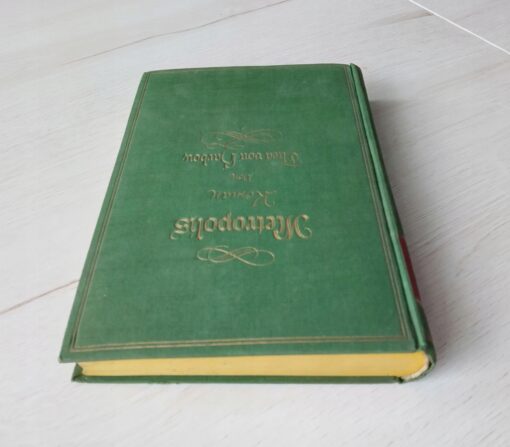 Metropolis
Roman
von
Thea von Harbou